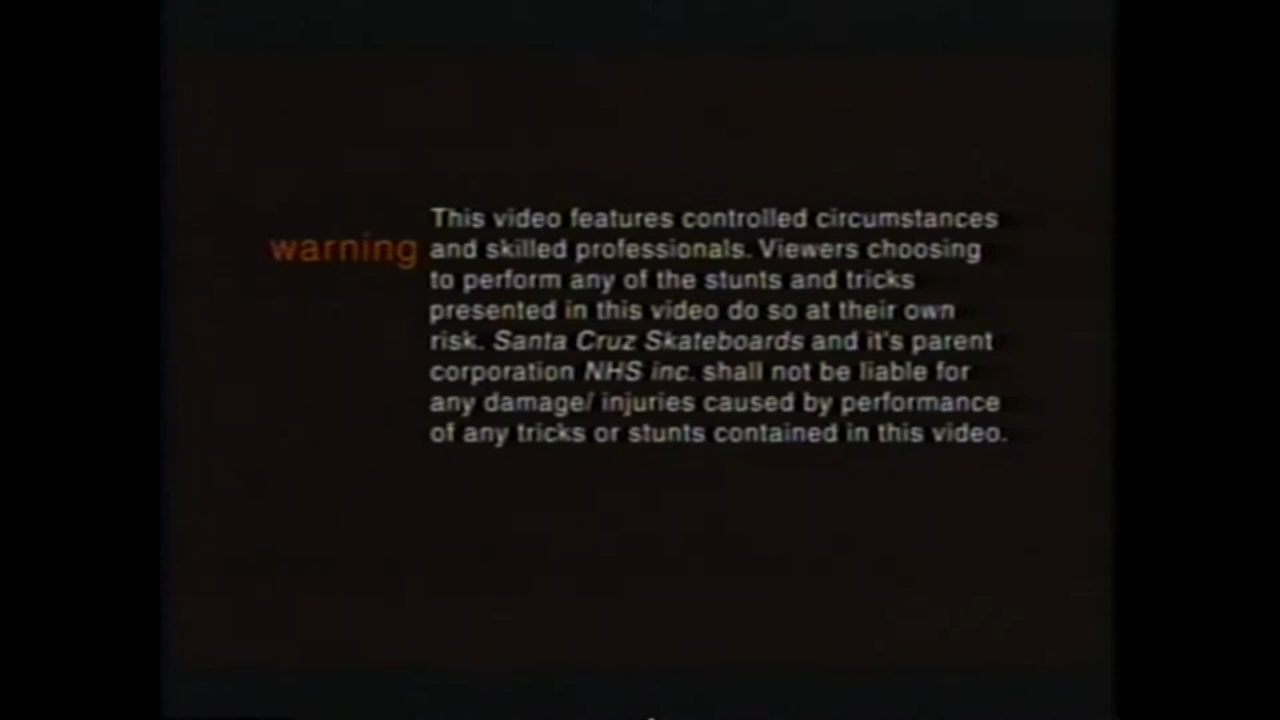 This video features controlled circumstances
warning and skilled professionals. Viewers choosing
to perform any of the stunts and tricks
presented in this video do so at their own
risk. Santa Cruz Skateboards and it's parent
corporation NHS inc. shall not be liable for
any damage/ injuries caused by performance
of any tricks or stunts contained in this video.